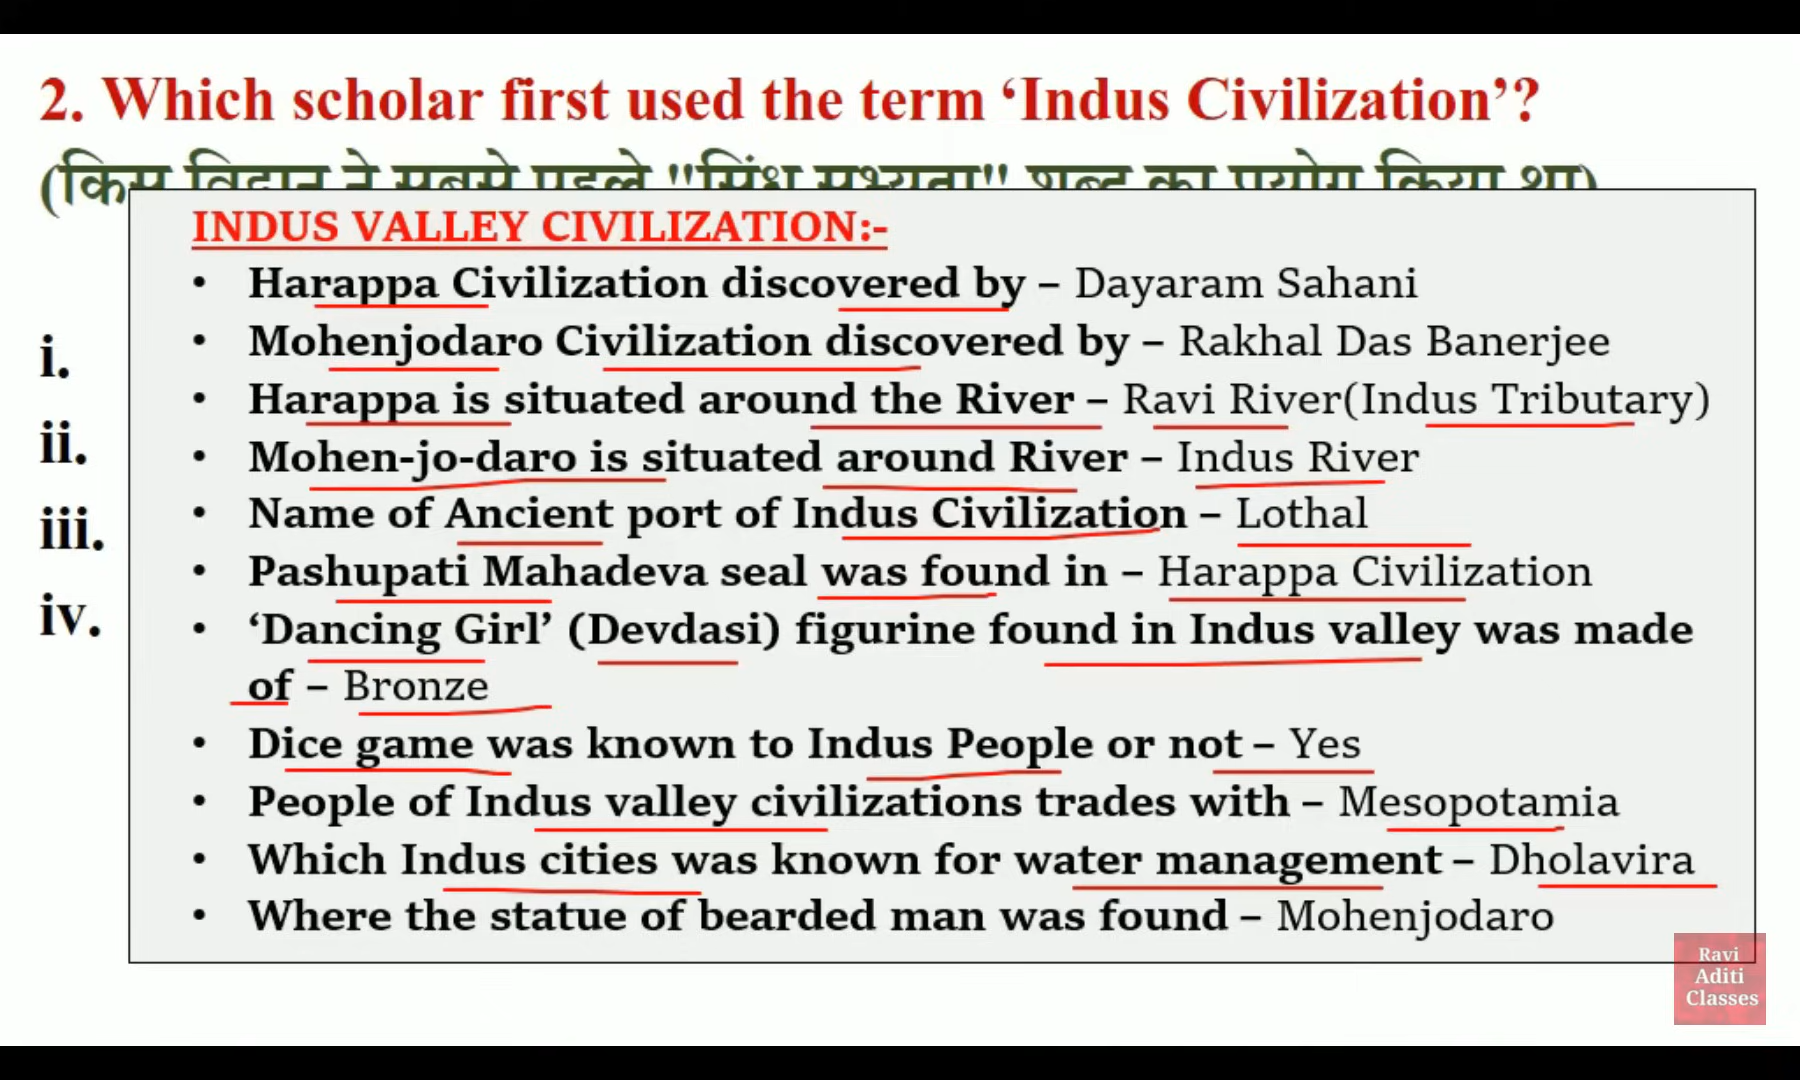 2. Which scholar first used the term ‘Indus Civilization’?
(किस विद्वान ने सबसे पहले "सिंधु सभ्यता" शब्द का प्रयोग किया था)
INDUS VALLEY CIVILIZATION:-
• Harappa Civilization discovered by – Dayaram Sahani
i.
• Mohenjodaro Civilization discovered by – Rakhal Das Banerjee
• Harappa is situated around the River – Ravi River(Indus Tributary)
ii.
• Mohen-jo-daro is situated around River – Indus River
iii.
• Name of Ancient port of Indus Civilization – Lothal
• Pashupati Mahadeva seal was found in – Harappa Civilization
iv.
• ‘Dancing Girl’ (Devdasi) figurine found in Indus valley was made
of – Bronze
• Dice game was known to Indus People or not – Yes
• People of Indus valley civilizations trades with – Mesopotamia
• Which Indus cities was known for water management – Dholavira
• Where the statue of bearded man was found – Mohenjodaro
Ravi
Aditi
Classes